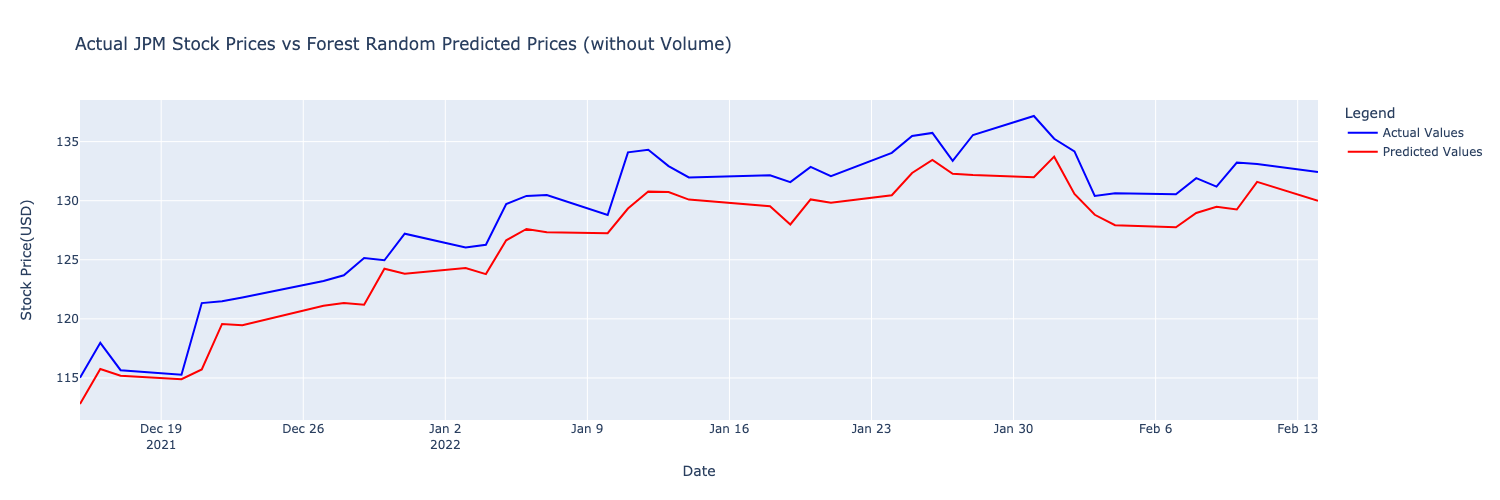 Actual JPM Stock Prices vs Forest Random Predicted Prices (without Volume)
Legend
Actual Values
Predicted Values
Stock Price(USD)
135
130
125
120
115
Dec 19
2021
Dec 26
Jan 2
2022
Jan 9
Jan 16
Jan 23
Jan 30
Feb 6
Feb 13
Date